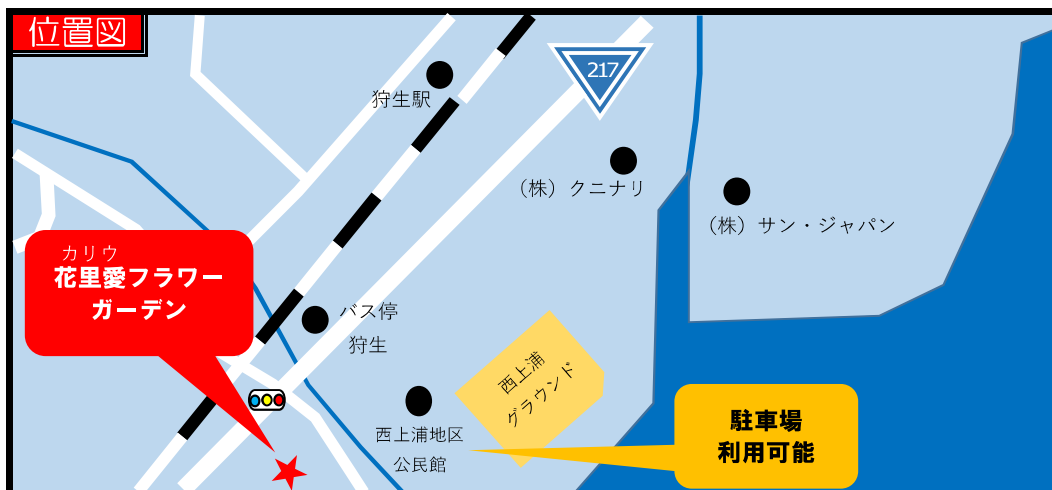 位置図
217
狩生駅
（株）クニナリ
（株）サン・ジャパン
カリウ
花里愛フラワー
ガーデン
バス停
狩生
西上浦
グラウンド
西上浦地区
公民館
駐車場
利用可能